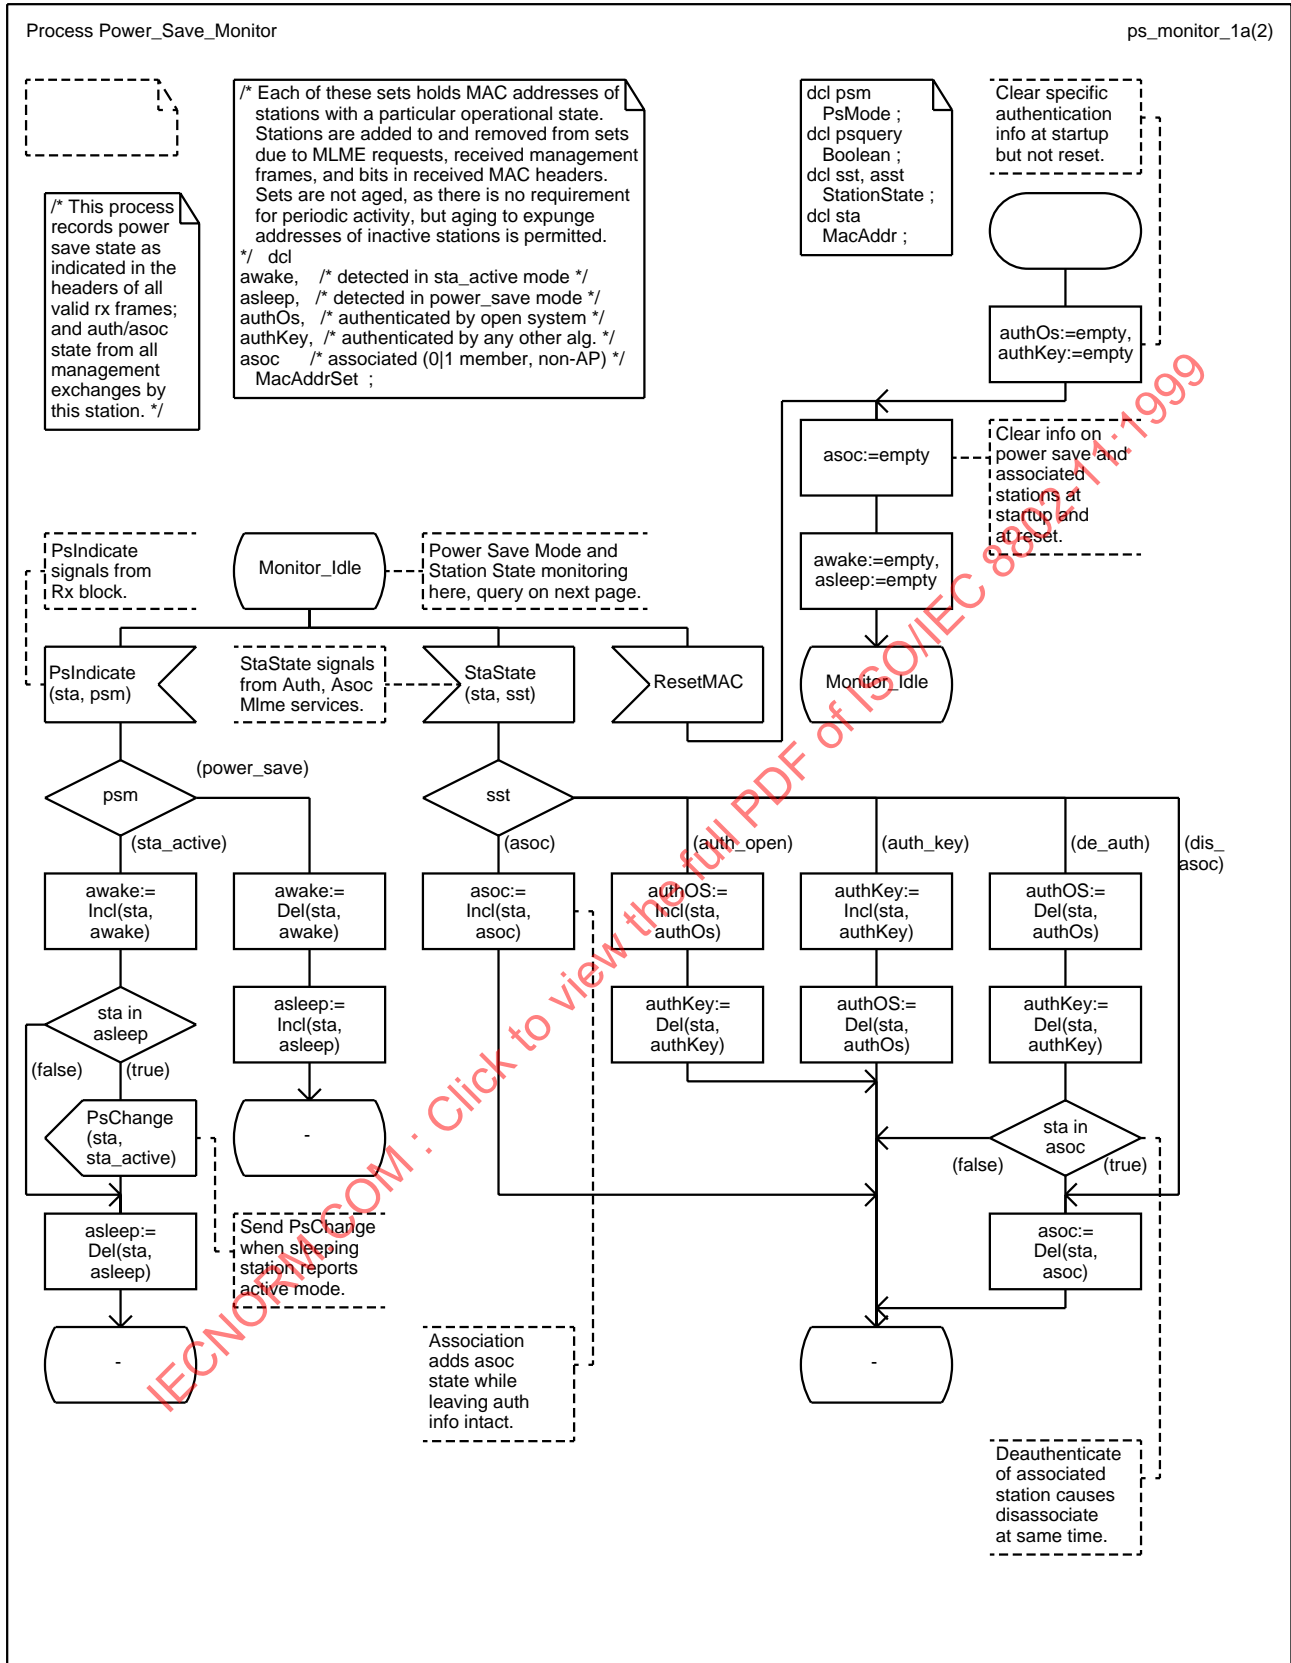 Process Power_Save_Monitor
ps_monitor_1a(2)
/* Each of these sets holds MAC addresses of
stations with a particular operational state.
Stations are added to and removed from sets
due to MLME requests, received management
frames, and bits in received MAC headers.
Sets are not aged, as there is no requirement
for periodic activity, but aging to expunge
addresses of inactive stations is permitted.
*/ dcl
awake, /* detected in sta_active mode */
asleep, /* detected in power_save mode */
authOs, /* authenticated by open system */
authKey, /* authenticated by any other alg. */
asoc /* associated (0|1 member, non-AP) */
MacAddrSet ;
dcl psm
PsMode ;
dcl psquery
Boolean ;
dcl sst, asst
StationState ;
dcl sta
MacAddr ;
Clear specific
authentication
info at startup
but not reset.
/* This process
records power
save state as
indicated in the
headers of all
valid rx frames;
and auth/asoc
state from all
management
exchanges by
this station. */
authOs:=empty,
authKey:=empty
asoc:=empty
Clear info on
power save and
associated
stations at
startup and
at reset.
awake:=empty,
asleep:=empty
Monitor_Idle
PsIndicate
signals from
Rx block.
Monitor_Idle
Power Save Mode and
Station State monitoring
here, query on next page.
PsIndicate
(sta, psm)
StaState signals
from Auth, Asoc
Mlme services.
StaState
(sta, sst)
ResetMAC
psm
(power_save)
(sta_active)
sst
(asoc)
(auth_open)
(auth_key)
(de_auth)
(dis_
asoc)
awake:=
Incl(sta,
awake)
awake:=
Del(sta,
awake)
asoc:=
Incl(sta,
asoc)
authOS:=
Incl(sta,
authOs)
authKey:=
Incl(sta,
authKey)
authOS:=
Del(sta,
authOs)
sta in
asleep
(false)
(true)
asleep:=
Incl(sta,
asleep)
authKey:=
Del(sta,
authKey)
authOS:=
Del(sta,
authOs)
authKey:=
Del(sta,
authKey)
PsChange
(sta,
sta_active)
-
sta in
asoc
(false)
(true)
asleep:=
Del(sta,
asleep)
Send PsChange
when sleeping
station reports
active mode.
asoc:=
Del(sta,
asoc)
-
Association
adds asoc
state while
leaving auth
info intact.
-
Deauthenticate
of associated
station causes
disassociate
at same time.
IECNORM.COM : Click to view the full PDF of ISO/IEC 8802-11:1999